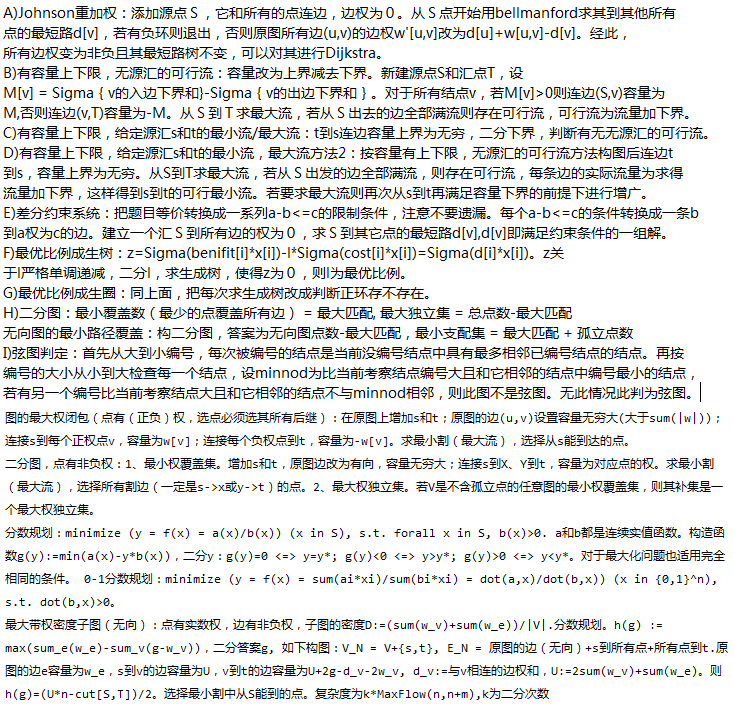 A)Johnson重加权：添加源点S，它和所有的点连边，边权为0。从S点开始用bellmanford求其到其他所有
点的最短路d[v]，若有负环则退出，否则原图所有边(u,v)的边权w'[u,v]改为d[u]+w[u,v]-d[v]。经此，
所有边权变为非负且其最短路树不变，可以对其进行Dijkstra。
B)有容量上下限，无源汇的可行流：容量改为上界减去下界。新建源点S和汇点T，设
M[v] = Sigma { v的入边下界和}-Sigma { v的出边下界和 } 。对于所有结点v，若M[v]>0则连边(S,v)容量为
M,否则连边(v,T)容量为-M。从S到T求最大流，若从S出去的边全部满流则存在可行流，可行流为流量加下界。
C)有容量上下限，给定源汇s和t的最小流/最大流：t到s连边容量上界为无穷，二分下界，判断有无无源汇的可行流。
D)有容量上下限，给定源汇s和t的最小流，最大流方法2：按容量有上下限，无源汇的可行流方法构图后连边t
到s，容量上界为无穷。从S到T求最大流，若从S出发的边全部满流，则存在可行流，每条边的实际流量为求得
流量加下界，这样得到s到t的可行最小流。若要求最大流则再次从s到t再满足容量下界的前提下进行增广。
E)差分约束系统：把题目等价转换成一系列a-b<=c的限制条件，注意不要遗漏。每个a-b<=c的条件转换成一条b
到a权为c的边。建立一个汇S到所有边的权为0，求S到其它点的最短路d[v],d[v]即满足约束条件的一组解。
F)最优比例成生树：z=Sigma(benifit[i]*x[i])-l*Sigma(cost[i]*x[i])=Sigma(d[i]*x[i])。z关
于l严格单调递减，二分l，求生成树，使得z为0，则l为最优比例。
G)最优比例成生圈：同上面，把每次求生成树改成判断正环存不存在。
H)二分图：最小覆盖数（最少的点覆盖所有边） = 最大匹配, 最大独立集 = 总点数-最大匹配
无向图的最小路径覆盖：构二分图，答案为无向图点数-最大匹配，最小支配集 = 最大匹配 + 孤立点数
I)弦图判定：首先从大到小编号，每次被编号的结点是当前没编号结点中具有最多相邻已编号结点的结点。再按
编号的大小从小到大检查每一个结点，设minnod为比当前考察结点编号大且和它相邻的结点中编号最小的结点，
若有另一个编号比当前考察结点大且和它相邻的结点不与minnod相邻，则此图不是弦图。无此情况此判为弦图。
图的最大权闭包（点有（正负）权，选点必须选其所有后继）：在原图上增加s和t；原图的边(u,v)设置容量无穷大(大于sum(|w|))；
连接s到每个正权点v，容量为w[v]；连接每个负权点到t，容量为-w[v]。求最小割（最大流），选择从s能到达的点。
二分图，点有非负权：1、最小权覆盖集。增加s和t，原图边改为有向，容量无穷大；连接s到X、Y到t，容量为对应点的权。求最小割
（最大流），选择所有割边（一定是s->x或y->t）的点。2、最大权独立集。若V是不含孤立点的任意图的最小权覆盖集，则其补集是一
个最大权独立集。
分数规划：minimize (y = f(x) = a(x)/b(x)) (x in S), s.t. forall x in S, b(x)>0. a和b都是连续实值函数。构造函
数g(y):=min(a(x)-y*b(x))，二分y：g(y)=0 <=> y=y*; g(y)<0 <=> y>y*; g(y)>0 <=> y<y*。对于最大化问题也适用完全
相同的条件。 0-1分数规划：minimize (y = f(x) = sum(ai*xi)/sum(bi*xi) = dot(a,x)/dot(b,x)) (x in {0,1}^n),
s.t. dot(b,x)>0。
最大带权密度子图（无向）：点有实数权，边有非负权，子图的密度D:=(sum(w_v)+sum(w_e))/|V|.分数规划。h(g) :=
max(sum_e(w_e)-sum_v(g-w_v))，二分答案g, 如下构图：V_N = V+{s,t}, E_N = 原图的边（无向）+s到所有点+所有点到t.原
图的边e容量为w_e，s到v的边容量为U，v到t的边容量为U+2g-d_v-2w_v, d_v:=与v相连的边权和，U:=2sum(w_v)+sum(w_e)。则
h(g)=(U*n-cut[S,T])/2。选择最小割中从S能到的点。复杂度为k*MaxFlow(n,n+m),k为二分次数